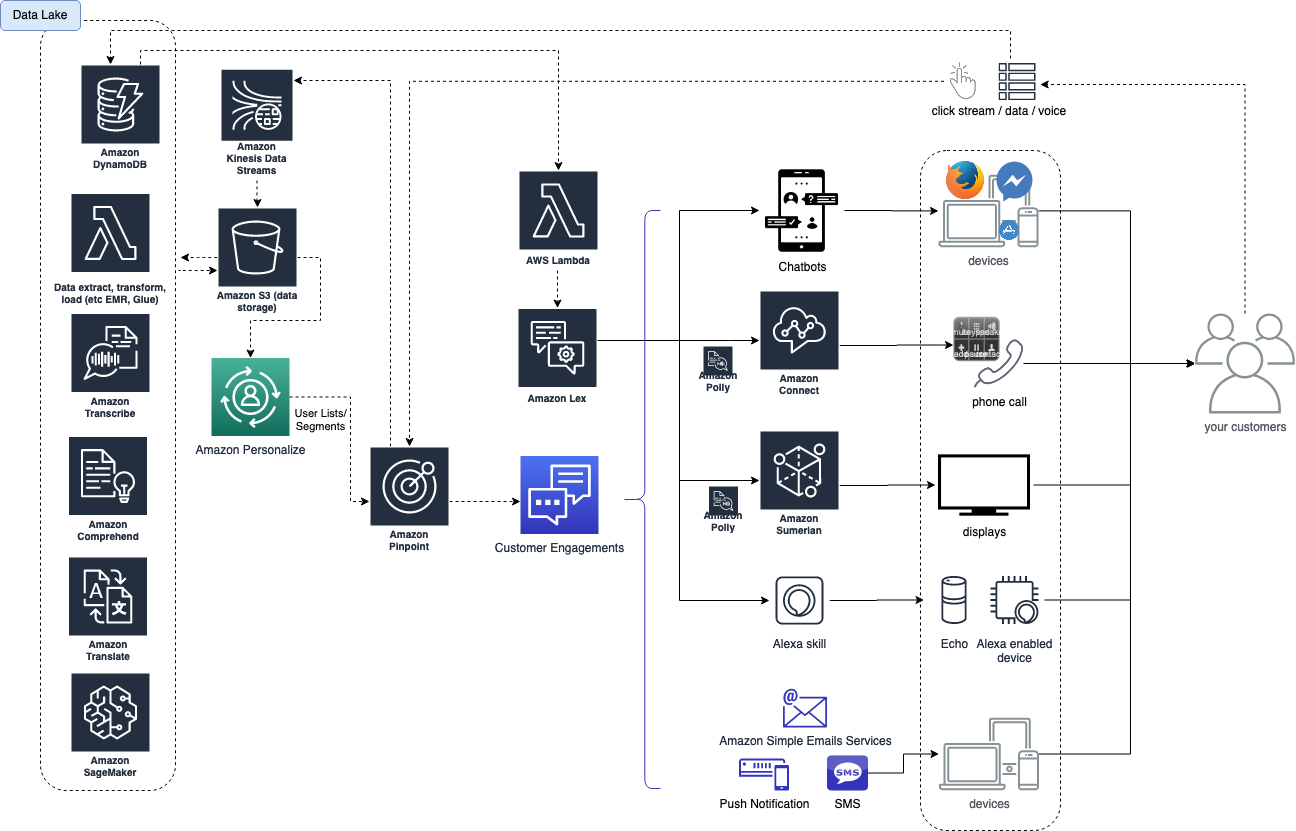 Data Lake
Amazon
DynamoDB
Amazon
Kinesis Data
Streams
click stream / data / voice
Data extract, transform,
load (etc EMR, Glue)
Amazon S3 (data
storage)
AWS Lambda
Chatbots
devices
Amazon
Transcribe
Amazon Personalize
User Lists/
Segments
Amazon Lex
Amazon
Polly
Amazon
Connect
phone call
your customers
Amazon
Comprehend
Amazon
Pinpoint
Customer Engagements
Amazon
Polly
Amazon
Sumerian
displays
A
文
Amazon
Translate
Alexa skill
Echo
Alexa enabled
device
Amazon
SageMaker
@
Amazon Simple Emails Services
Push Notification
SMS
SMS
devices